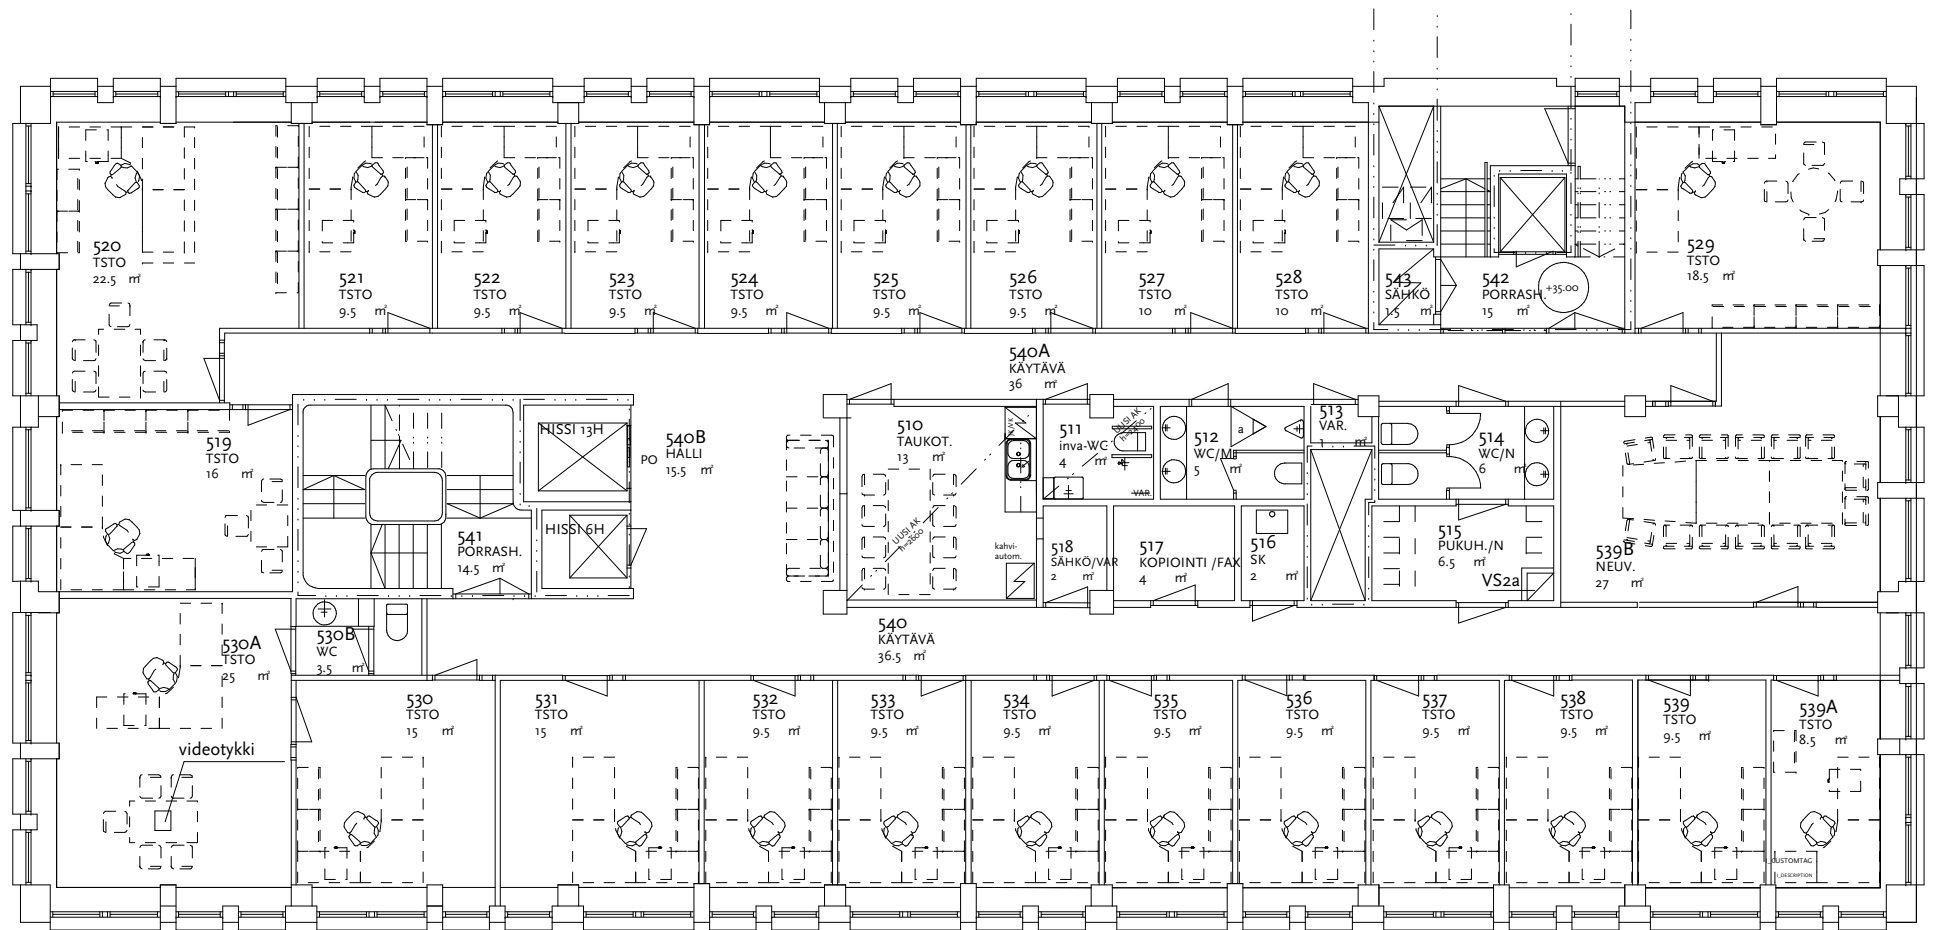 520
TSTO
22.5 m²
521
TSTO
9.5 m²
522
TSTO
9.5 m²
523
TSTO
9.5 m²
524
TSTO
9.5 m²
525
TSTO
9.5 m²
526
TSTO
9.5 m²
527
TSTO
10 m²
528
TSTO
10 m²
543
SÄHKÖ
1.5 m²
542
PORRASH.
15 m²
+35.00
529
TSTO
18.5 m²
540A
KÄYTÄVÄ
36 m²
519
TSTO
16 m²
HISSI 13H
HISSI 6H
541
PORRASH.
14.5 m²
PO
540B
HALLI
15.5 m²
510
TAUKOT.
13 m²
UUSI AK
h=2600
kahvi-
autom.
JK/VK
511
inva-WC
4 m²
UUSI AK
VAR.
512
WC/M
5 m²
a
513
VAR.
1 m²
514
WC/N
6 m²
518
SÄHKÖ/VAR
2 m²
517
KOPIOINTI /FAX
4 m²
516
SK
2 m²
515
PUKUH./N
6.5 m²
VS2a
539B
NEUV.
27 m²
540
KÄYTÄVÄ
36.5 m²
530A
TSTO
25 m²
530B
WC
3.5 m²
videotykki
530
TSTO
15 m²
531
TSTO
15 m²
532
TSTO
9.5 m²
533
TSTO
9.5 m²
534
TSTO
9.5 m²
535
TSTO
9.5 m²
536
TSTO
9.5 m²
537
TSTO
9.5 m²
538
TSTO
9.5 m²
539
TSTO
9.5 m²
539A
TSTO
8.5 m²
I_CUSTOMTAG
I_DESCRIPTION